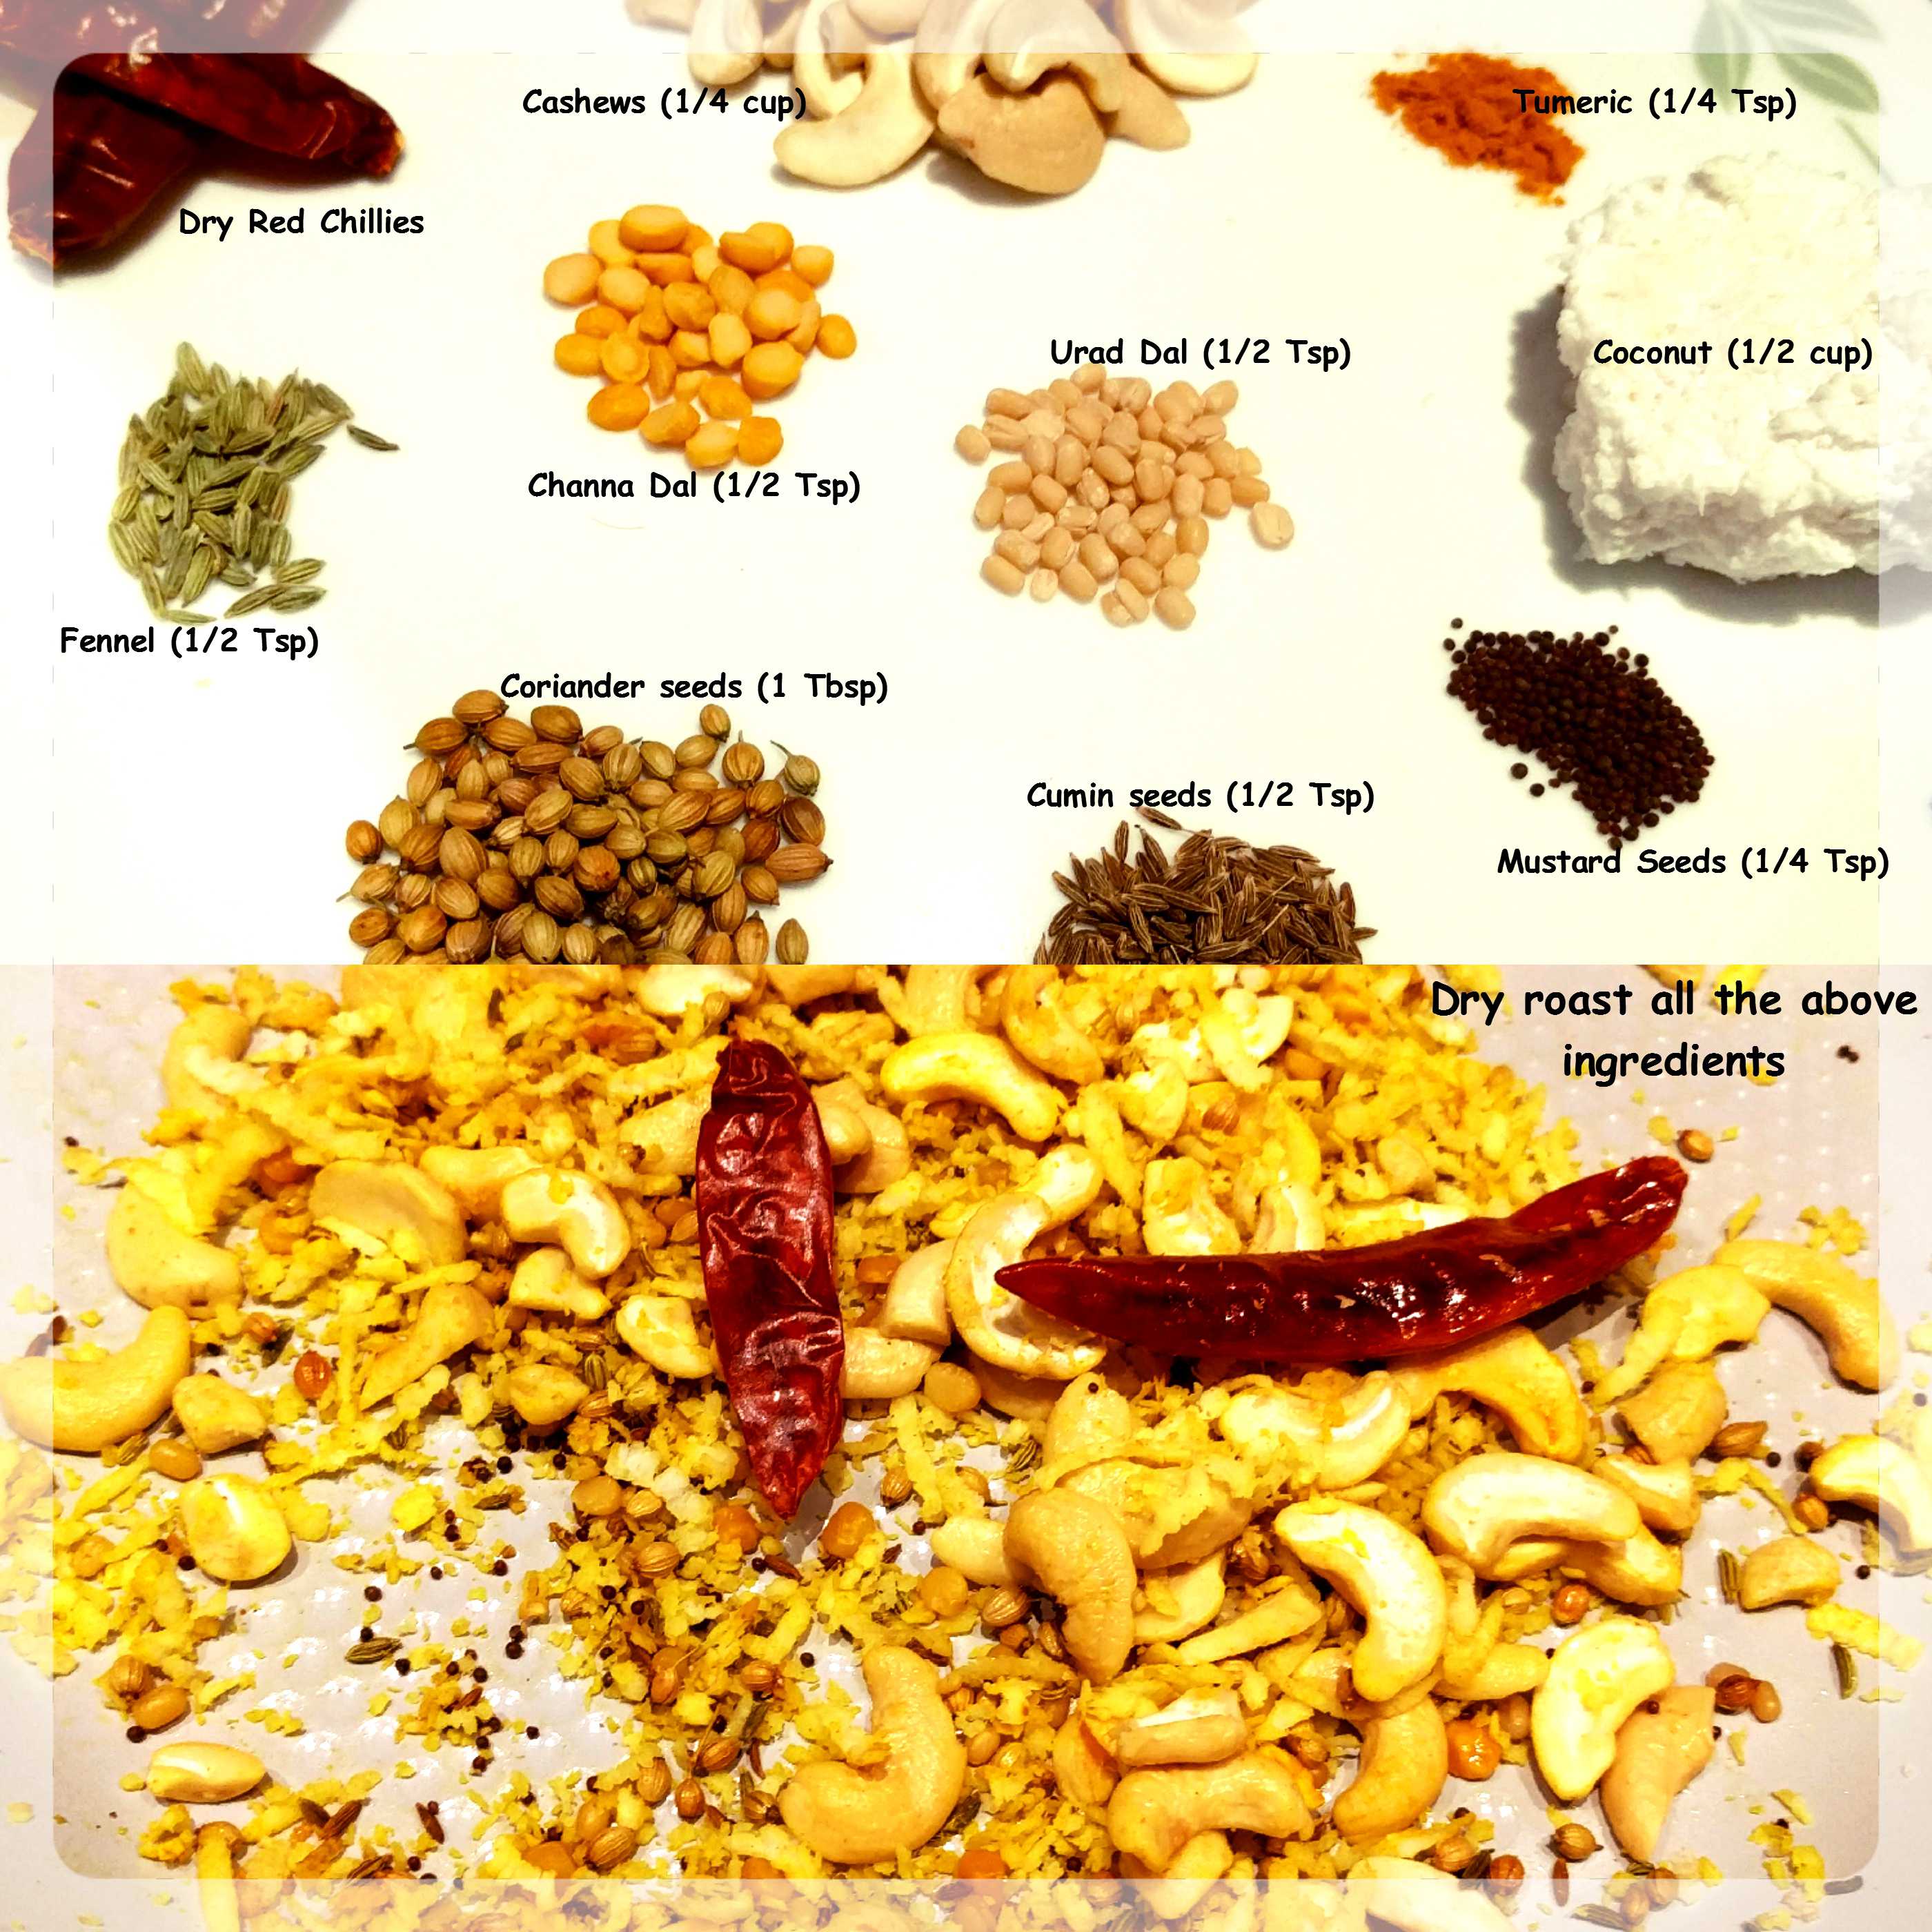 Cashews (1/4 cup)
Tumeric (1/4 Tsp)
Dry Red Chillies
Urad Dal (1/2 Tsp)
Coconut (1/2 cup)
Channa Dal (1/2 Tsp)
Fennel (1/2 Tsp)
Coriander seeds (1 Tbsp)
Cumin seeds (1/2 Tsp)
Mustard Seeds (1/4 Tsp)
Dry roast all the above
ingredients